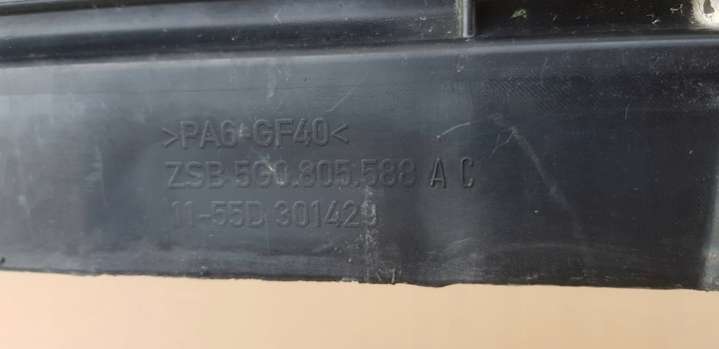 >PA6-GF40<
ZSB 5G0.805.588 A C
11-55D 301429